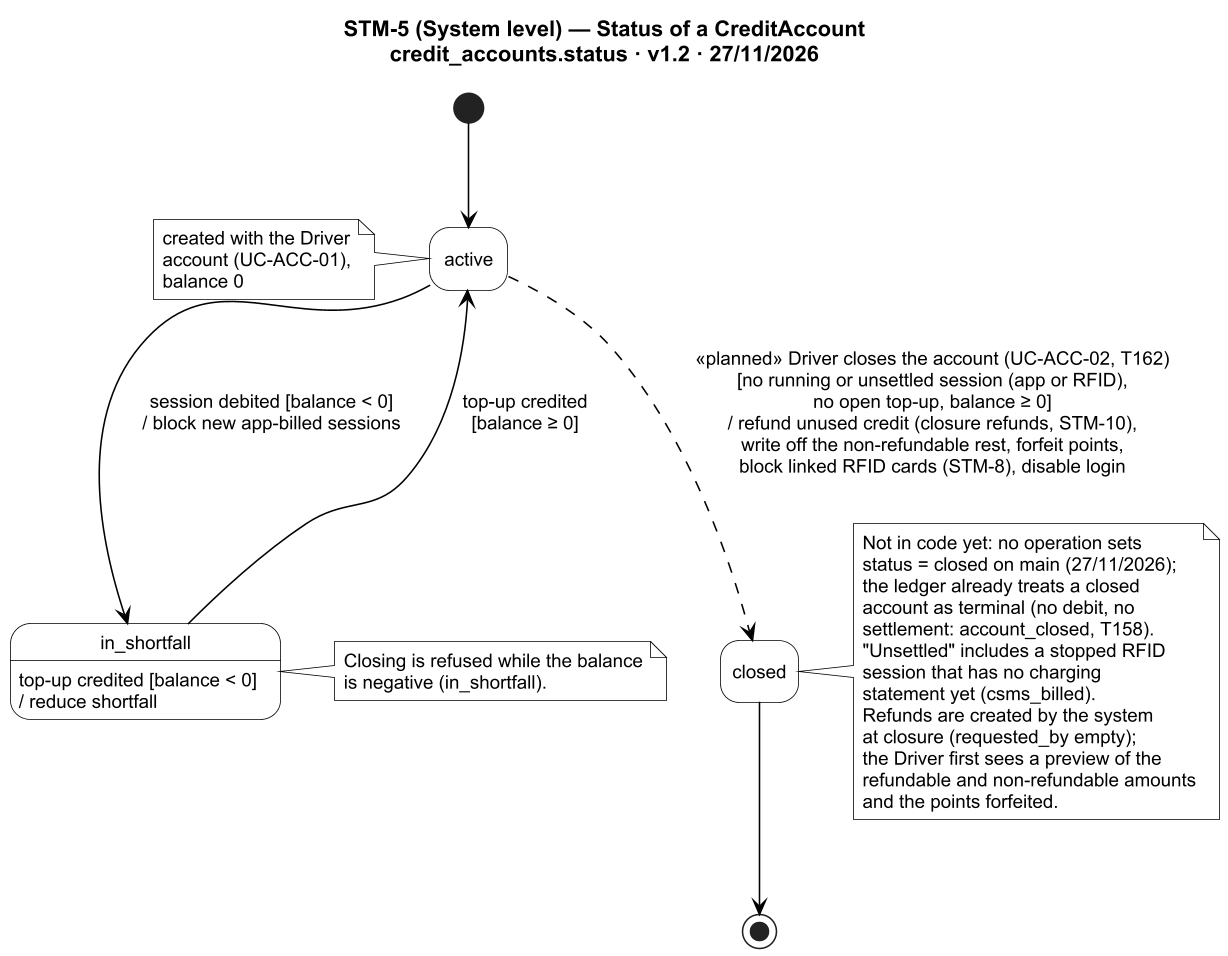 STM-5 (System level) — Status of a CreditAccount
credit_accounts.status · v1.2 · 27/11/2026
created with the Driver
account (UC-ACC-01),
balance 0
active
session debited [balance < 0]
/ block new app-billed sessions
top-up credited
[balance ≥ 0]
«planned» Driver closes the account (UC-ACC-02, T162)
[no running or unsettled session (app or RFID),
no open top-up, balance ≥ 0]
/ refund unused credit (closure refunds, STM-10),
write off the non-refundable rest, forfeit points,
block linked RFID cards (STM-8), disable login
in_shortfall
top-up credited [balance < 0]
/ reduce shortfall
Closing is refused while the balance
is negative (in_shortfall).
closed
Not in code yet: no operation sets
status = closed on main (27/11/2026);
the ledger already treats a closed
account as terminal (no debit, no
settlement: account_closed, T158).
"Unsettled" includes a stopped RFID
session that has no charging
statement yet (csms_billed).
Refunds are created by the system
at closure (requested_by empty);
the Driver first sees a preview of the
refundable and non-refundable amounts
and the points forfeited.